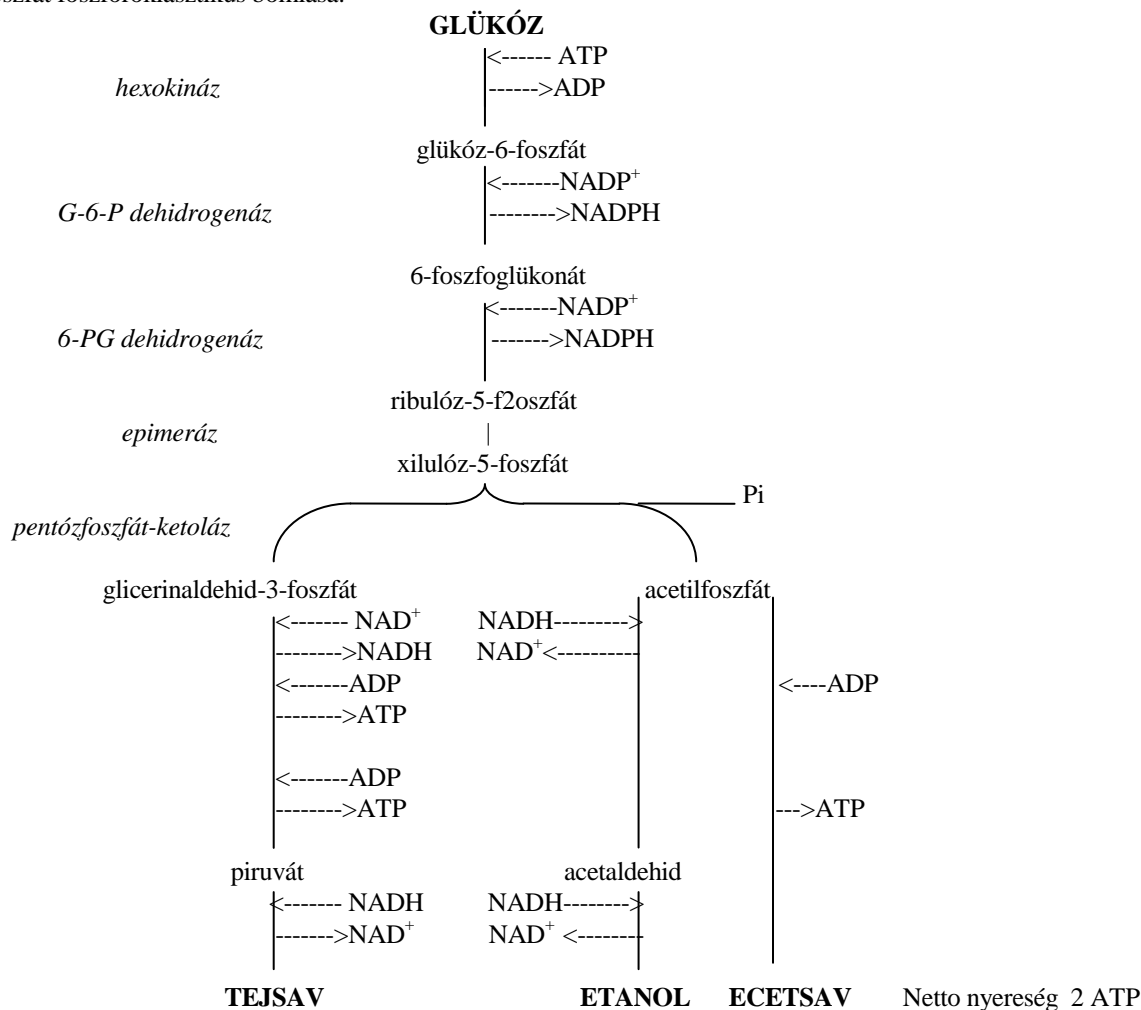 GLÜKÓZ
<------ ATP
hexokináz ------>ADP
glükóz-6-foszfát
<-------NADP+
G-6-P dehidrogenáz -------->NADPH
6-foszfoglükonát
<-------NADP+
6-PG dehidrogenáz ------->NADPH
ribulóz-5-f2oszfát
epimeráz |
xilulóz-5-foszfát
Pi
pentózfoszfát-ketoláz
glicerinaldehid-3-foszfát acetilfoszfát
<------- NAD+ NADH--------->
-------->NADH NAD+<----------
<-------ADP <----ADP
-------->ATP
<-------ADP
-------->ATP --->ATP
piruvát acetaldehid
<------- NADH NADH-------->
------->NAD+ NAD+ <--------
TEJSAV ETANOL ECETSAV Netto nyereség 2 ATP